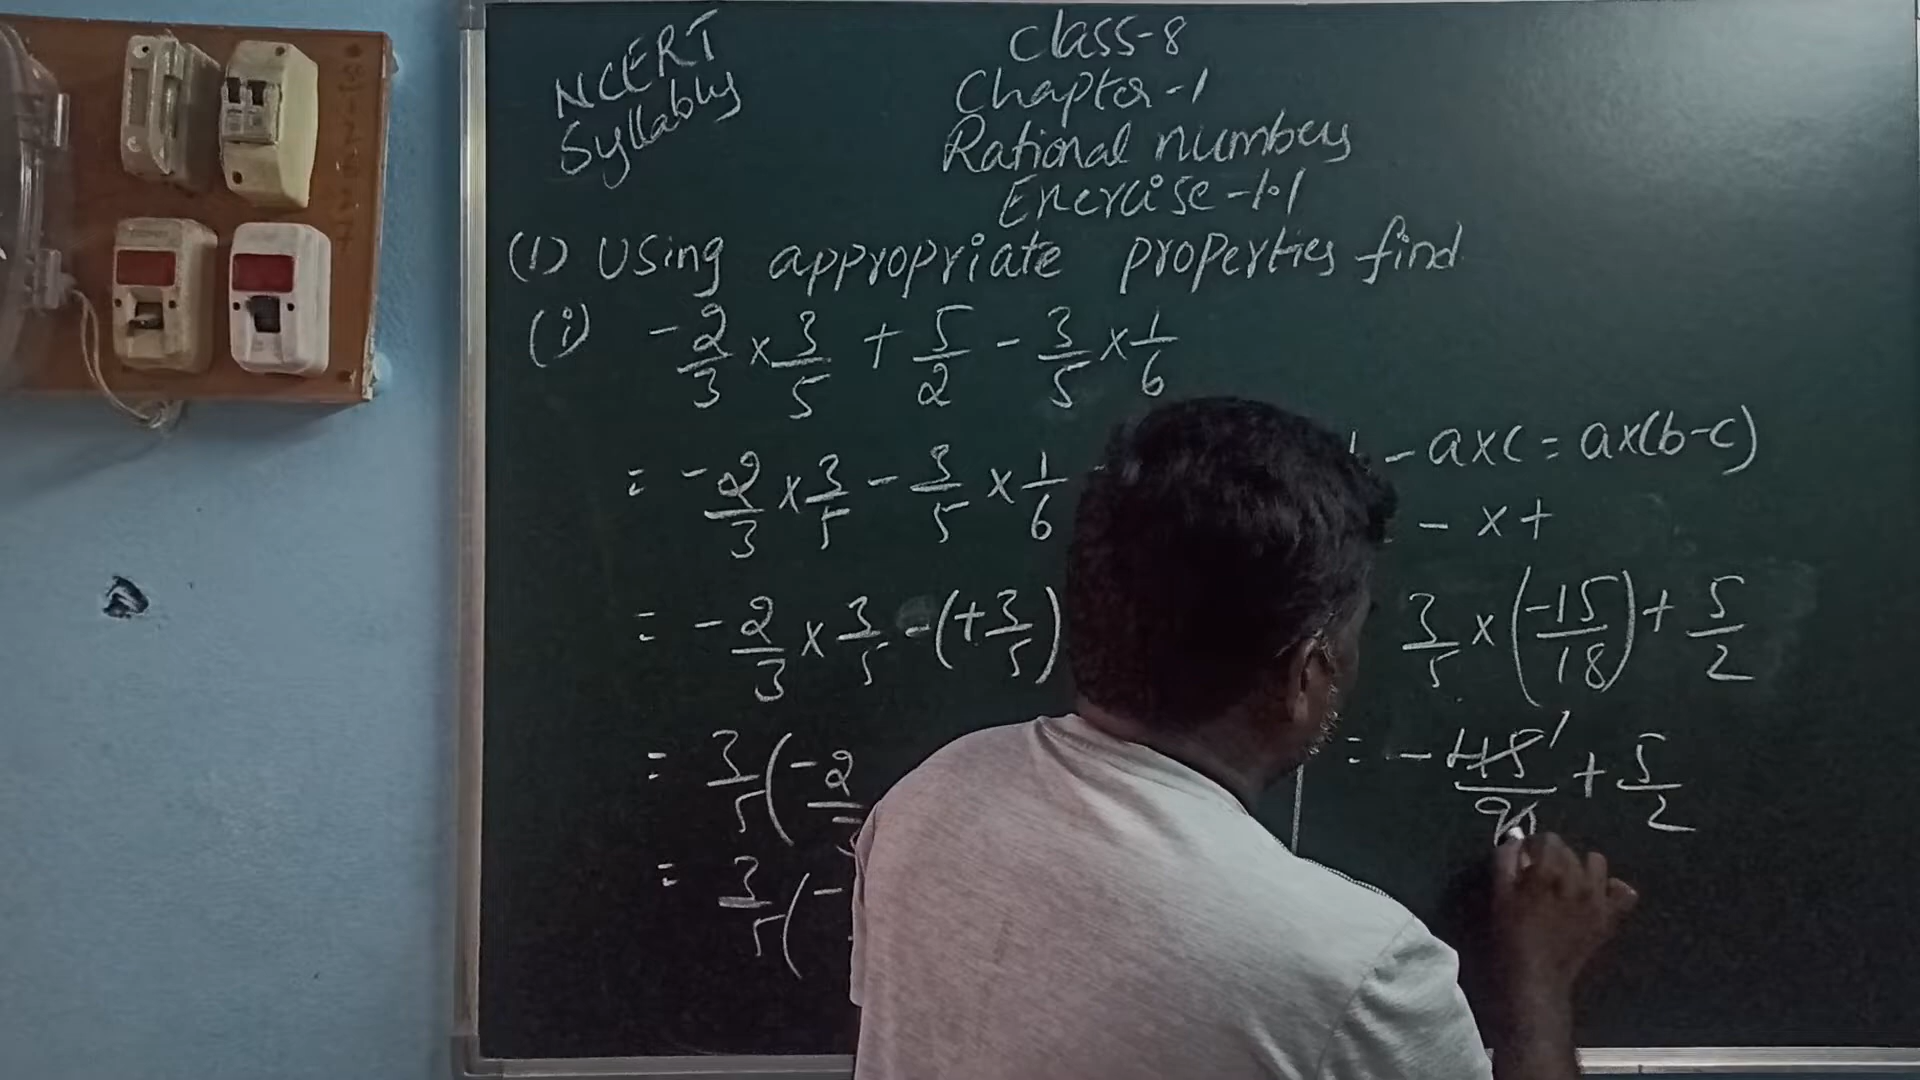 NCERT
Syllabus
Class-8
Chapter-1
Rational numbers
Exercise-1.1
(1) Using appropriate properties find
(i) -2/3 × 3/5 + 5/2 - 3/5 × 1/6
= -2/3 × 3/5 - 3/5 × 1/6
= -2/3 × 3/5 - (+3/5)
= 3/5 (-2/
= 3/5 (-
- a×c = a×(b-c)
- × +
3/5 × (-15/18) + 5/2
= - 45 1/90 + 5/2